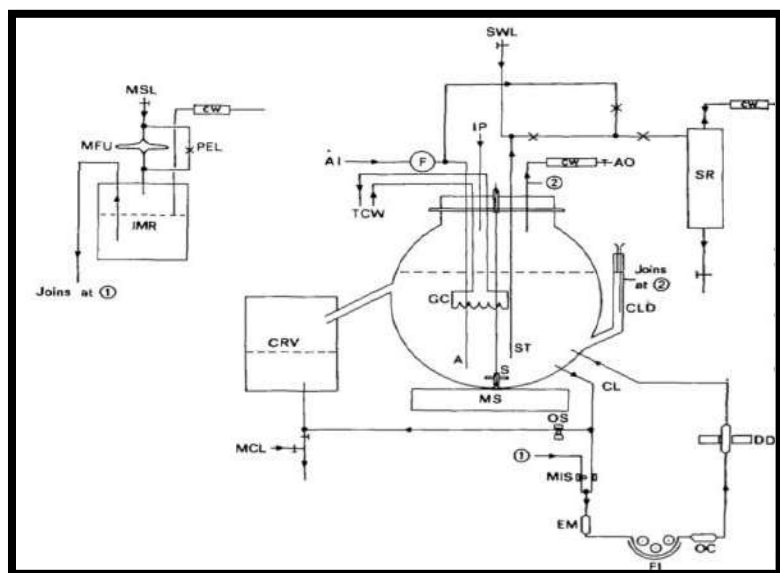 SWL
MSL
CW
CW
IP
MFU
PEL
AI
F
CW
AO
SR
2
TCW
IMR
Joins at 1
Joins
at 2
GC
CLD
CRV
A
ST
S
CL
MS
OS
MCL
DD
1
MIS
EM
OC